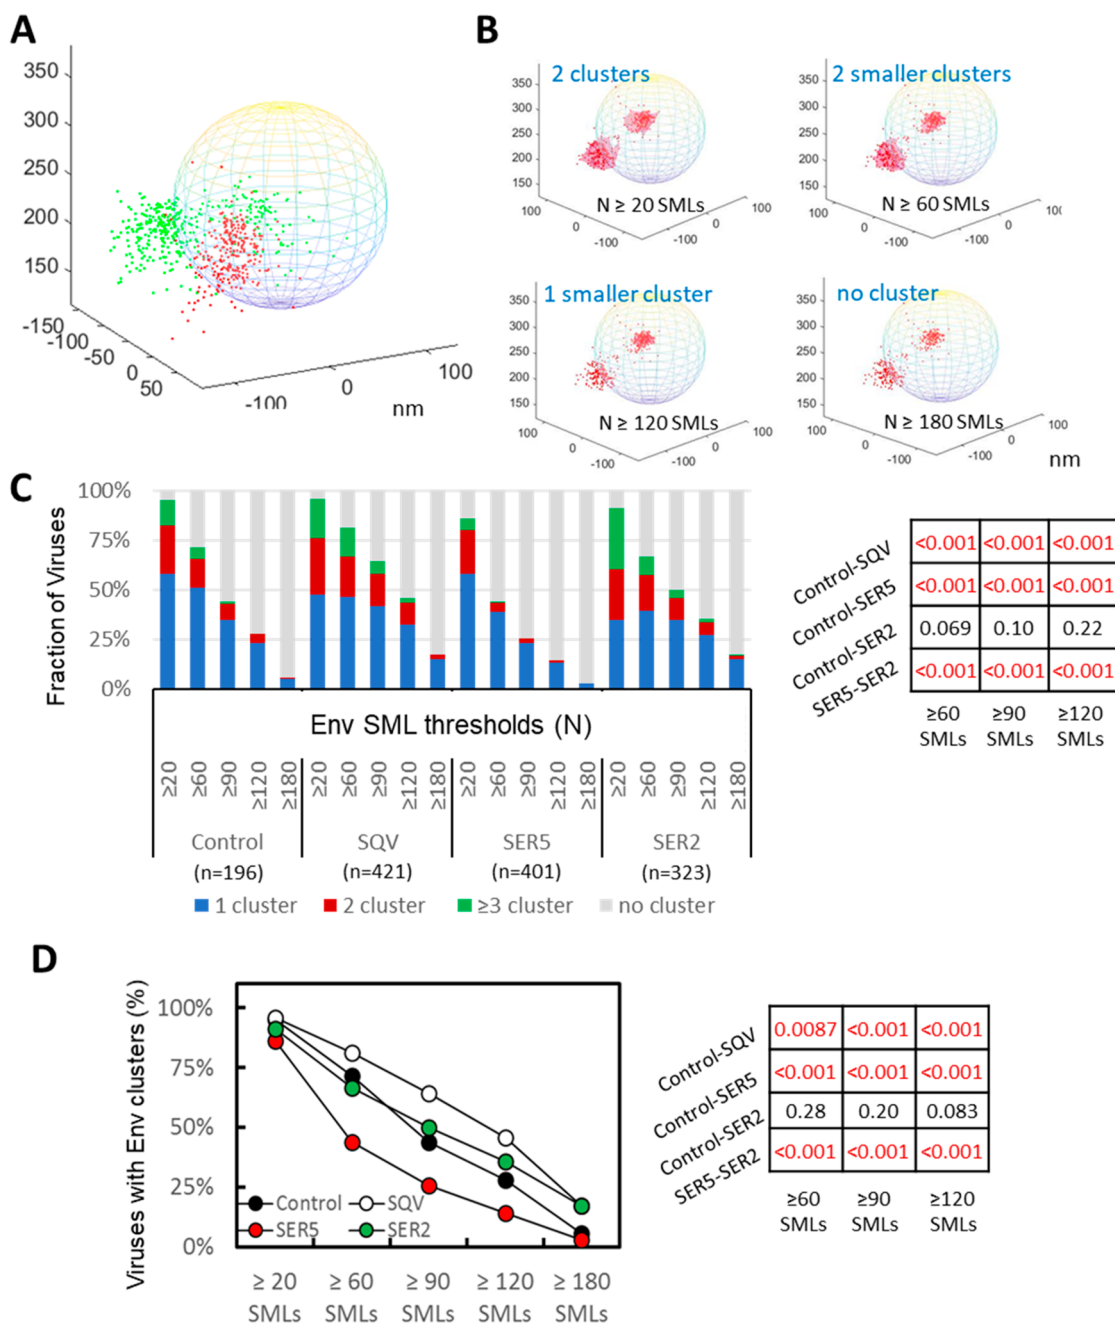 A
350
300
250
200
150
-150
-100
-50
0
50
-100
0
100
nm
B
2 clusters
350
300
250
200
150
100
0
-100
-100
0
100
N ≥ 20 SMLs
2 smaller clusters
350
300
250
200
150
100
0
-100
-100
0
100
N ≥ 60 SMLs
1 smaller cluster
350
300
250
200
150
100
0
-100
-100
0
100
N ≥ 120 SMLs
no cluster
350
300
250
200
150
100
0
-100
-100
0
100
N ≥ 180 SMLs
nm
C
Fraction of Viruses
100%
75%
50%
25%
0%
Env SML thresholds (N)
≥20 ≥60 ≥90 ≥120 ≥180 ≥20 ≥60 ≥90 ≥120 ≥180 ≥20 ≥60 ≥90 ≥120 ≥180 ≥20 ≥60 ≥90 ≥120 ≥180
Control SQV SER5 SER2
(n=196) (n=421) (n=401) (n=323)
1 cluster 2 cluster ≥3 cluster no cluster
Control-SQV <0.001 <0.001 <0.001
Control-SER5 <0.001 <0.001 <0.001
Control-SER2 0.069 0.10 0.22
SER5-SER2 <0.001 <0.001 <0.001
≥60 ≥90 ≥120
SMLs SMLs SMLs
D
Viruses with Env clusters (%)
100%
75%
50%
25%
0%
Control SQV
SER5 SER2
≥ 20 ≥ 60 ≥ 90 ≥ 120 ≥ 180
SMLs SMLs SMLs SMLs SMLs
Control-SQV 0.0087 <0.001 <0.001
Control-SER5 <0.001 <0.001 <0.001
Control-SER2 0.28 0.20 0.083
SER5-SER2 <0.001 <0.001 <0.001
≥60 ≥90 ≥120
SMLs SMLs SMLs